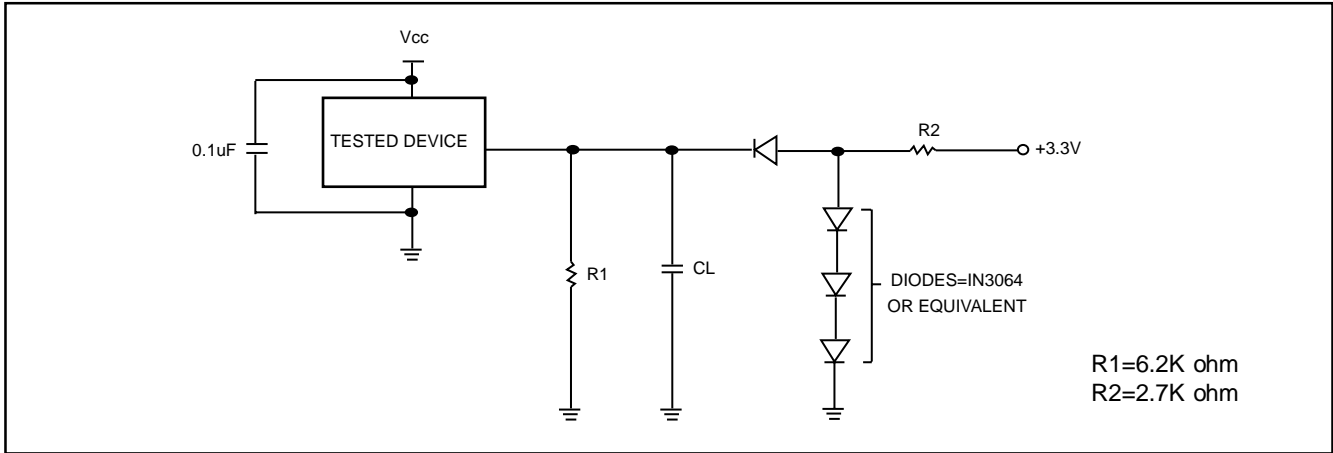 Vcc
0.1uF
TESTED DEVICE
R2
+3.3V
R1
CL
DIODES=IN3064
OR EQUIVALENT
R1=6.2K ohm
R2=2.7K ohm